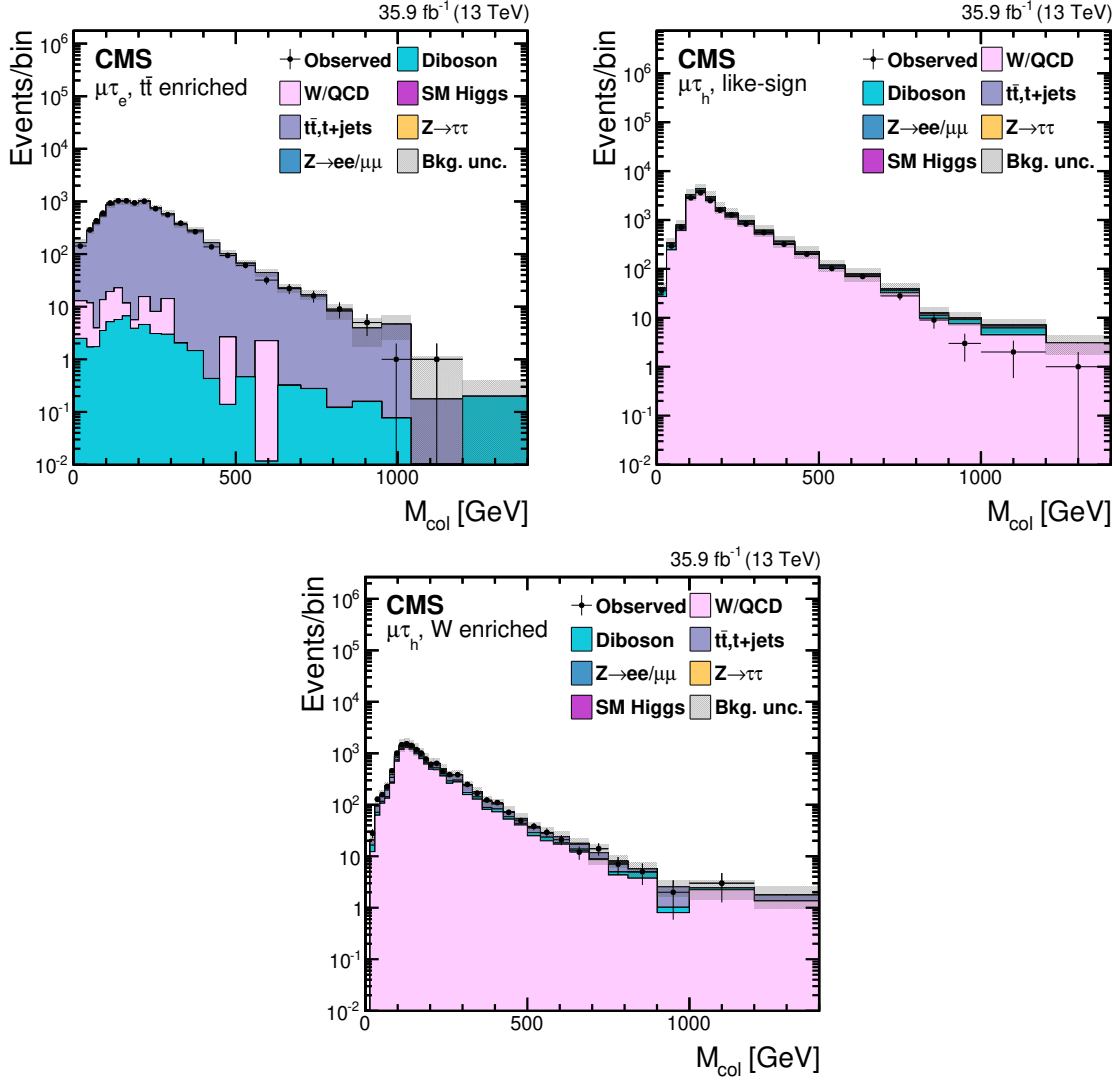 35.9 fb⁻¹ (13 TeV)
CMS
μτₑ, tt̄ enriched
Observed
Diboson
W/QCD
SM Higgs
tt̄,t+jets
Z→ττ
Z→ee/μμ
Bkg. unc.
Events/bin
10⁶
10⁵
10⁴
10³
10²
10
1
10⁻¹
10⁻²
0 500 1000
M_col [GeV]
35.9 fb⁻¹ (13 TeV)
CMS
μτ_h, like-sign
Observed
W/QCD
Diboson
tt̄,t+jets
Z→ee/μμ
Z→ττ
SM Higgs
Bkg. unc.
Events/bin
10⁶
10⁵
10⁴
10³
10²
10
1
10⁻¹
10⁻²
0 500 1000
M_col [GeV]
35.9 fb⁻¹ (13 TeV)
CMS
μτ_h, W enriched
Observed
W/QCD
Diboson
tt̄,t+jets
Z→ee/μμ
Z→ττ
SM Higgs
Bkg. unc.
Events/bin
10⁶
10⁵
10⁴
10³
10²
10
1
10⁻¹
10⁻²
0 500 1000
M_col [GeV]